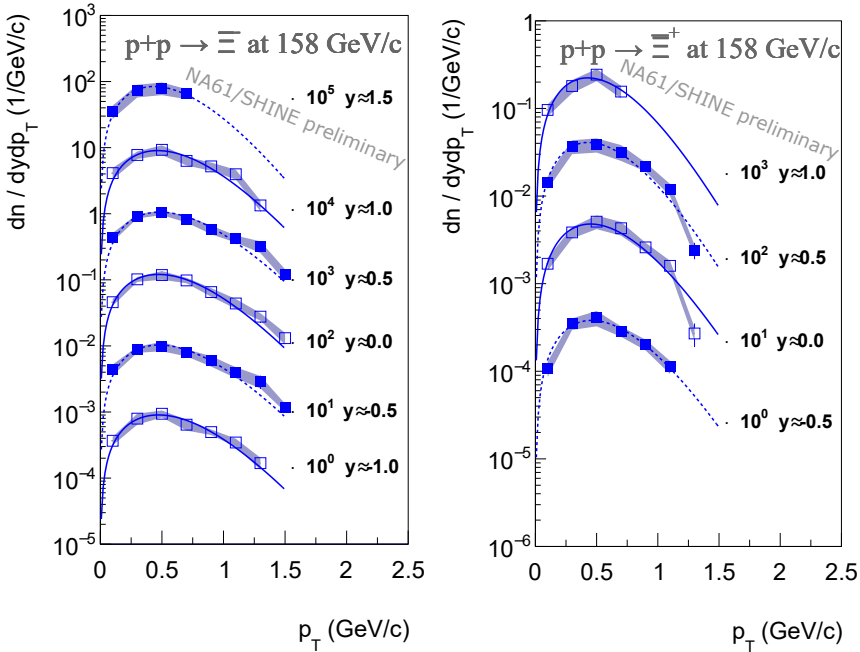 p+p → Ξ⁻ at 158 GeV/c
NA61/SHINE preliminary
dn / dydp_T (1/GeV/c)
10²
10
1
10⁻¹
10⁻²
10⁻³
10⁻⁴
10⁻⁵
· 10⁵ y≈1.5
· 10⁴ y≈1.0
· 10³ y≈0.5
· 10² y≈0.0
· 10¹ y≈-0.5
· 10⁰ y≈-1.0
0 0.5 1 1.5 2 2.5
p_T (GeV/c)
p+p → Ξ̅⁺ at 158 GeV/c
NA61/SHINE preliminary
dn / dydp_T (1/GeV/c)
1
10⁻¹
10⁻²
10⁻³
10⁻⁴
10⁻⁵
10⁻⁶
· 10³ y≈1.0
· 10² y≈0.5
· 10¹ y≈0.0
· 10⁰ y≈-0.5
0 0.5 1 1.5 2 2.5
p_T (GeV/c)